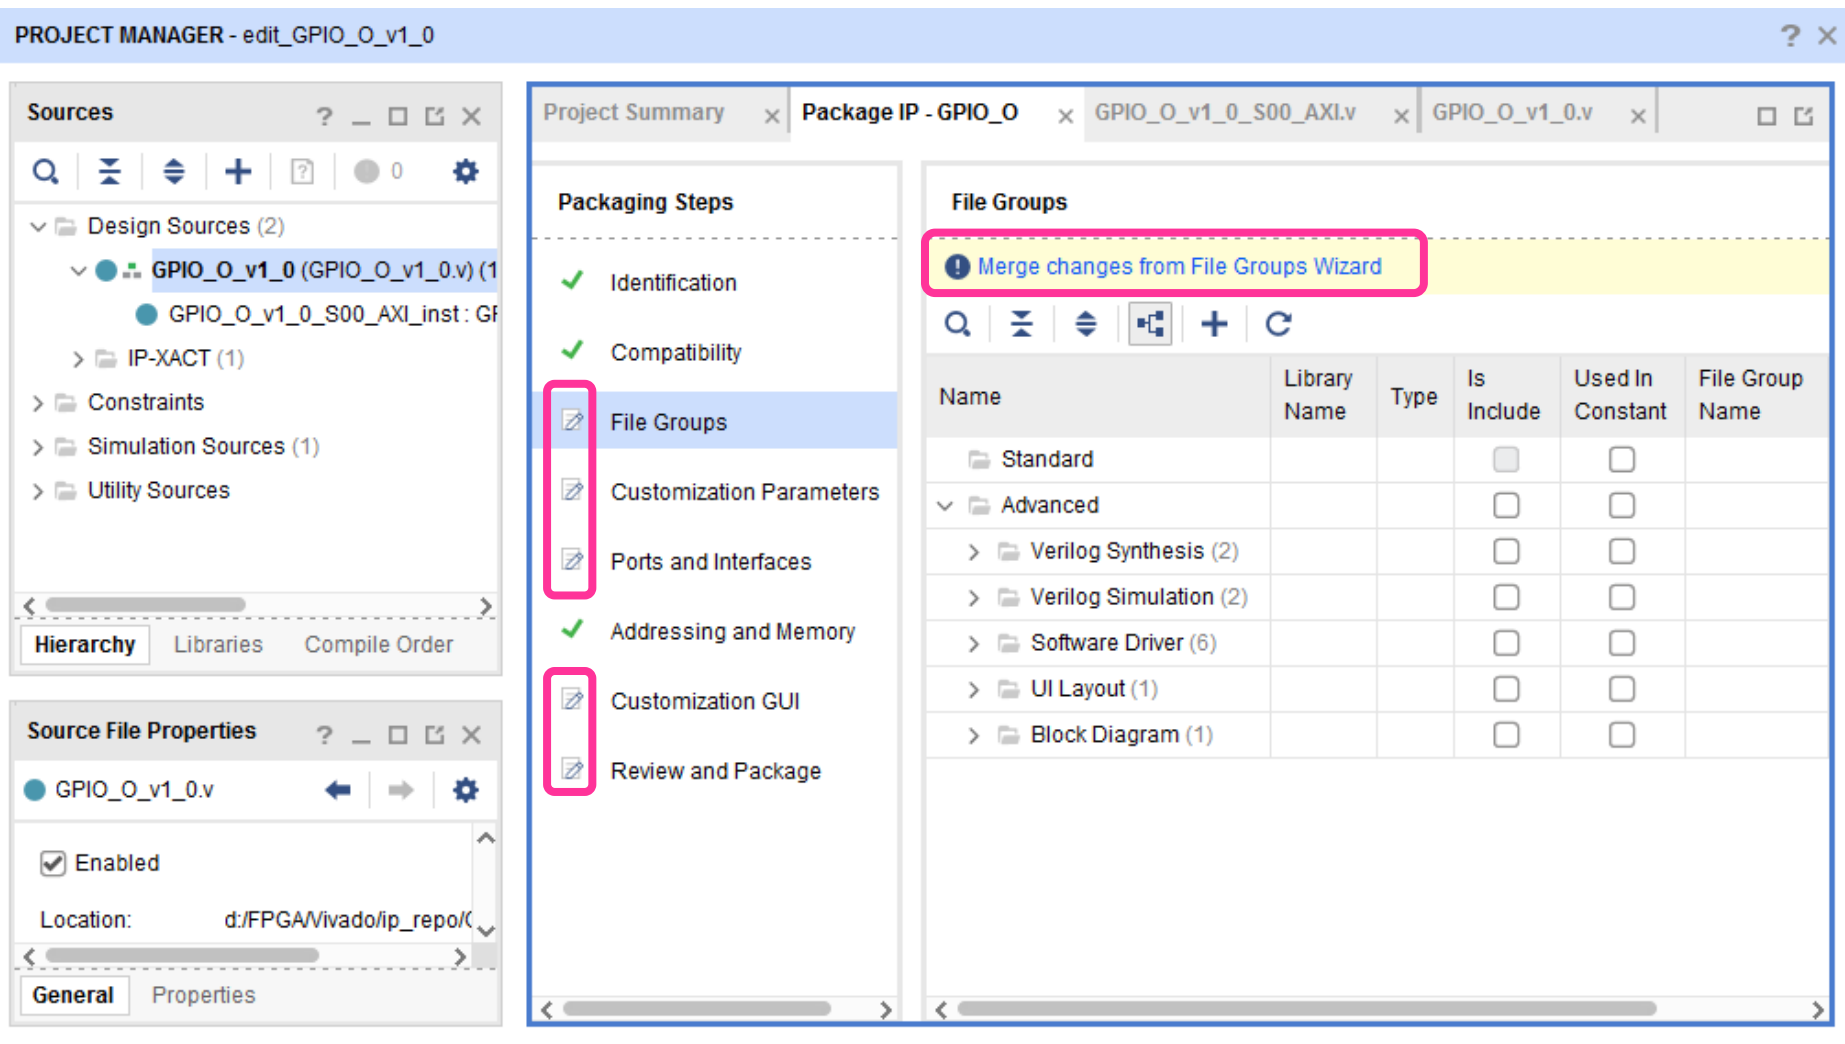 PROJECT MANAGER - edit_GPIO_O_v1_0
Sources
0
Design Sources (2)
GPIO_O_v1_0 (GPIO_O_v1_0.v) (1
GPIO_O_v1_0_S00_AXI_inst : GF
IP-XACT (1)
Constraints
Simulation Sources (1)
Utility Sources
Hierarchy Libraries Compile Order
Source File Properties
GPIO_O_v1_0.v
Enabled
Location: d:/FPGA/Vivado/ip_repo/
General Properties
Project Summary Package IP - GPIO_O GPIO_O_v1_0_S00_AXI.v GPIO_O_v1_0.v
Packaging Steps
Identification
Compatibility
File Groups
Customization Parameters
Ports and Interfaces
Addressing and Memory
Customization GUI
Review and Package
File Groups
Merge changes from File Groups Wizard
Name Library Name Type Is Include Used In Constant File Group Name
Standard
Advanced
Verilog Synthesis (2)
Verilog Simulation (2)
Software Driver (6)
UI Layout (1)
Block Diagram (1)